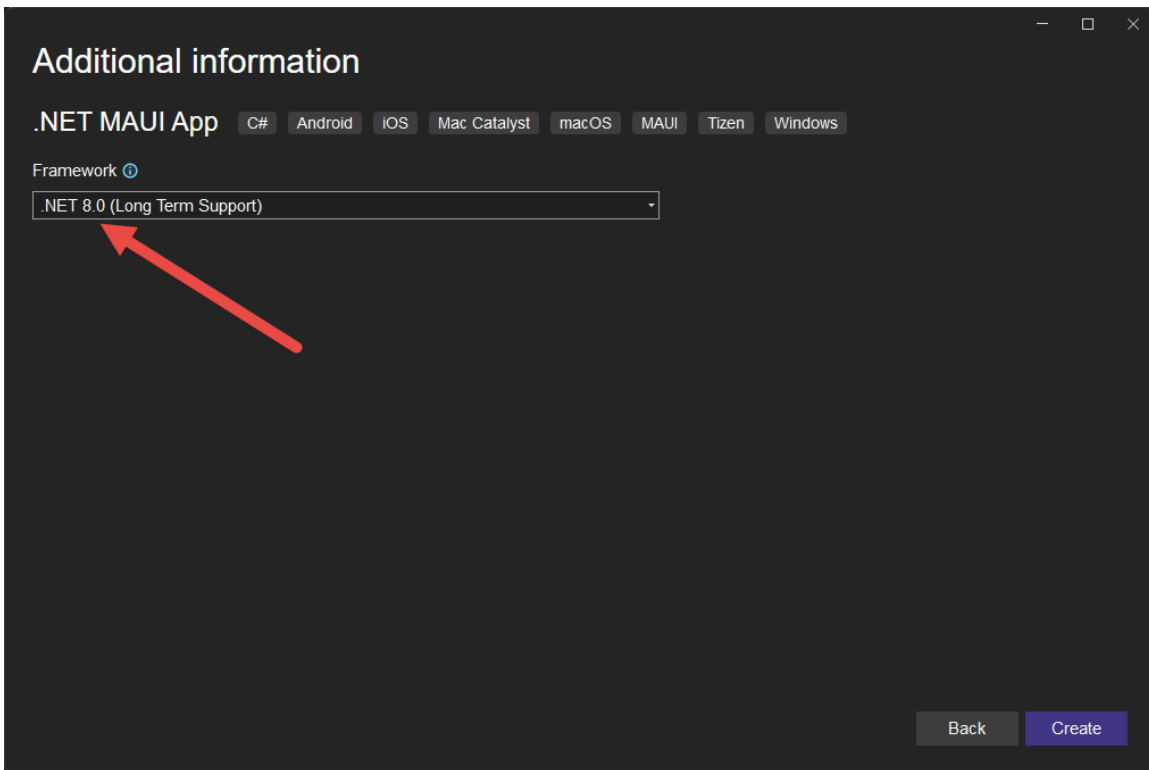 Additional information
.NET MAUI App C# Android iOS Mac Catalyst macOS MAUI Tizen Windows
Framework
.NET 8.0 (Long Term Support)
Back Create